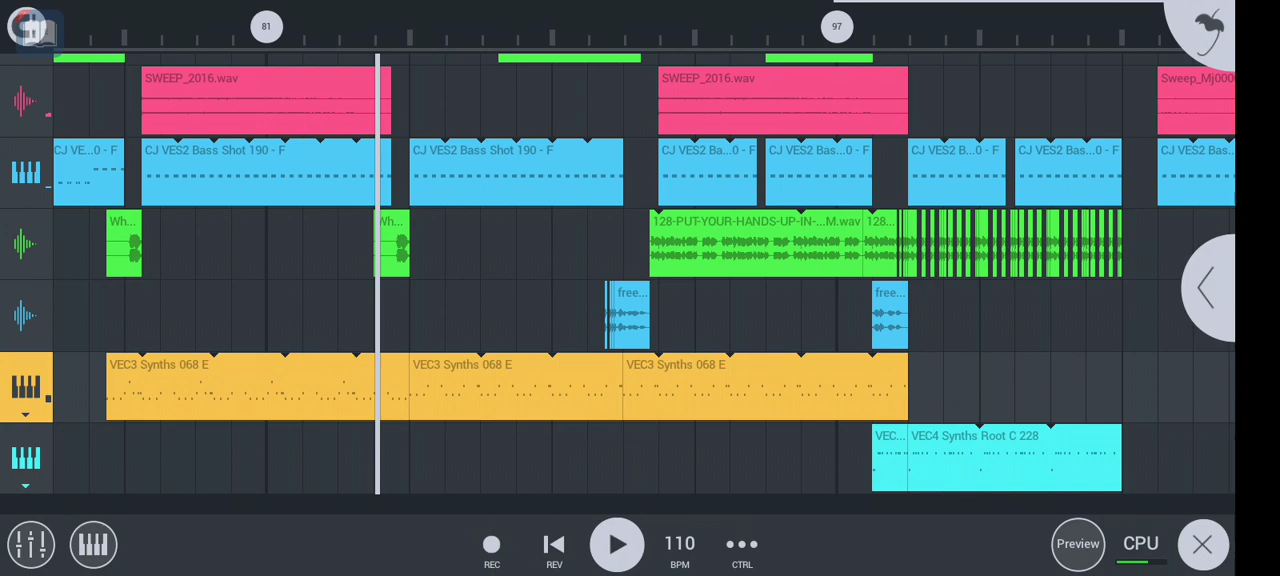 81
97
SWEEP_2016.wav
SWEEP_2016.wav
Sweep_Mj000
CJ VE...0 - F
CJ VES2 Bass Shot 190 - F
CJ VES2 Bass Shot 190 - F
CJ VES2 Ba...0 - F
CJ VES2 Bas...0 - F
CJ VES2 B...0 - F
CJ VES2 Bas...0 - F
CJ VES2 Bas...
Wh...
Wh...
128-PUT-YOUR-HANDS-UP-IN-...M.wav
128...
free...
free...
VEC3 Synths 068 E
VEC3 Synths 068 E
VEC3 Synths 068 E
VEC...
VEC4 Synths Root C 228
REC
REV
110
BPM
CTRL
Preview
CPU